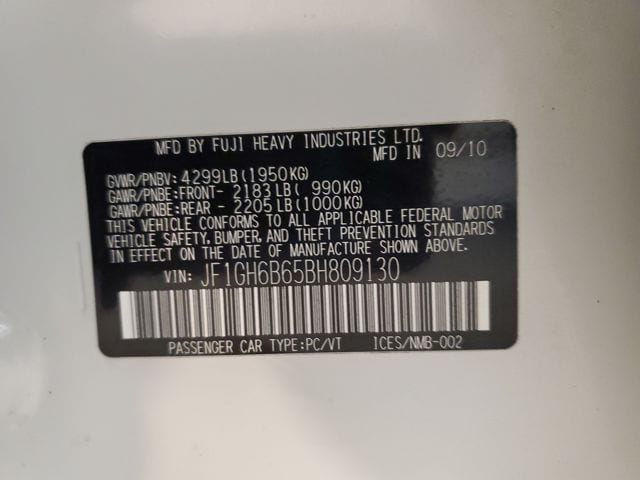 MFD BY FUJI HEAVY INDUSTRIES LTD.
MFD IN 09/10
GVWR/PNBV: 4299LB(1950KG)
GAWR/PNBE:FRONT- 2183LB( 990KG)
GAWR/PNBE:REAR - 2205LB(1000KG)
THIS VEHICLE CONFORMS TO ALL APPLICABLE FEDERAL MOTOR
VEHICLE SAFETY, BUMPER, AND THEFT PREVENTION STANDARDS
IN EFFECT ON THE DATE OF MANUFACTURE SHOWN ABOVE.
VIN: JF1GH6B65BH809130
PASSENGER CAR TYPE:PC/VT ICES/NMB-002